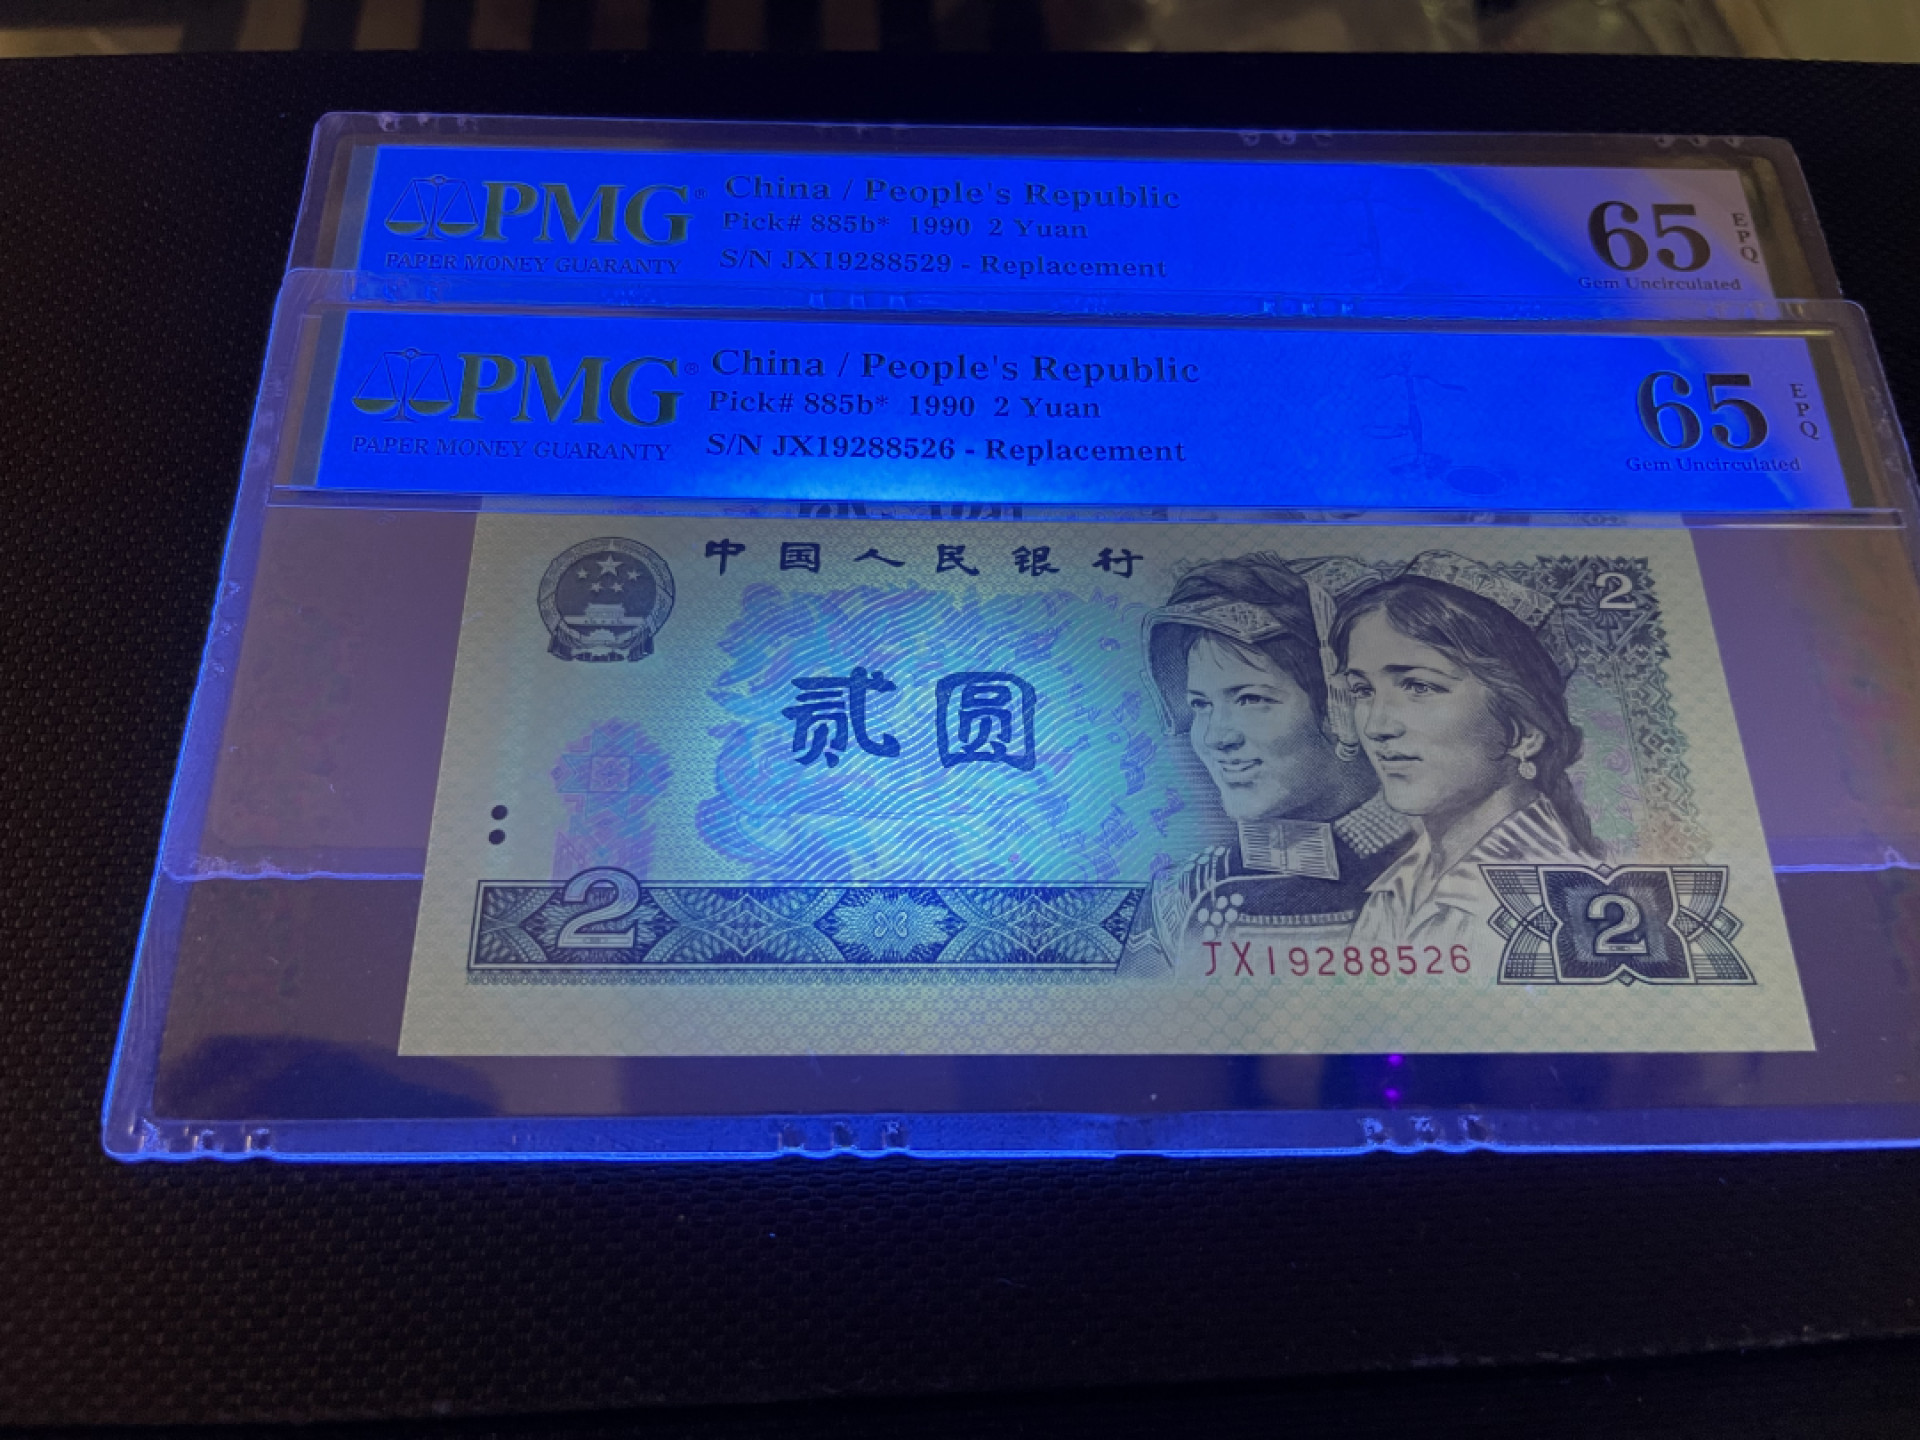 PMG®
PAPER MONEY GUARANTY
China / People's Republic
Pick# 885b* 1990 2 Yuan
S/N JX19288529 - Replacement
65
EPQ
Gem Uncirculated
PMG®
PAPER MONEY GUARANTY
China / People's Republic
Pick# 885b* 1990 2 Yuan
S/N JX19288526 - Replacement
65
EPQ
Gem Uncirculated
中国人民银行
2
贰圆
2
JX19288526
2